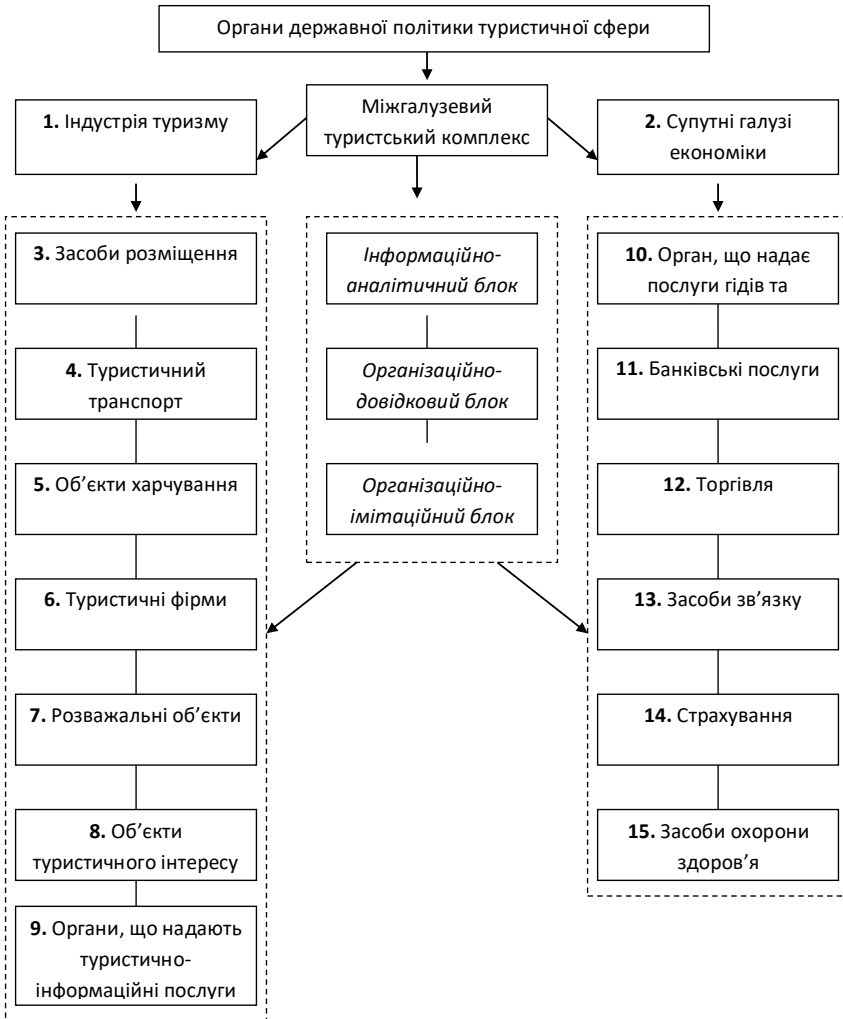 Органи державної політики туристичної сфери
Міжгалузевий
туристський комплекс
1. Індустрія туризму
2. Супутні галузі
економіки
3. Засоби розміщення
4. Туристичний
транспорт
5. Об’єкти харчування
6. Туристичні фірми
7. Розважальні об’єкти
8. Об’єкти
туристичного інтересу
9. Органи, що надають
туристично-
інформаційні послуги
Інформаційно-
аналітичний блок
Організаційно-
довідковий блок
Організаційно-
імітаційний блок
10. Орган, що надає
послуги гідів та
11. Банківські послуги
12. Торгівля
13. Засоби зв’язку
14. Страхування
15. Засоби охорони
здоров’я